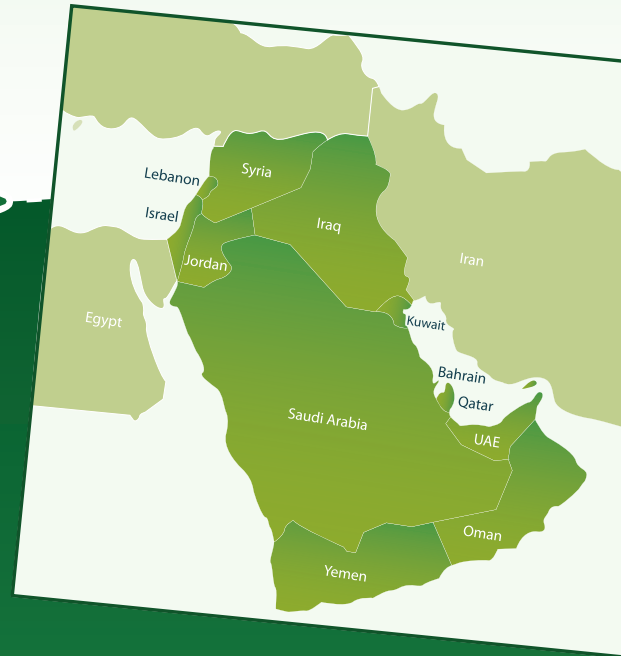 Syria
Lebanon
Israel
Iraq
Jordan
Iran
Egypt
Kuwait
Bahrain
Qatar
Saudi Arabia
UAE
Oman
Yemen